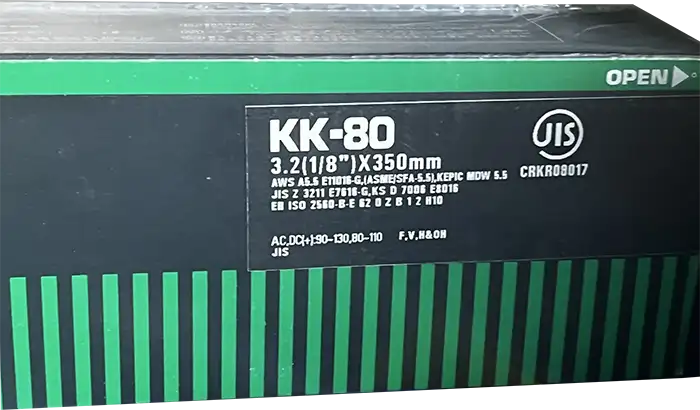 OPEN
KK-80
3.2(1/8")X350mm
JIS
CRKR08017
AWS A5.5 E11016-G,(ASME/SFA-5.5),KEPIC MDW 5.5
JIS Z 3211 E7616-G,KS D 7006 E8016
EN ISO 2560-B-E 62 0 Z B 1 2 H10
AC,DC(+):90-130,80-110 F,V,H&OH
JIS